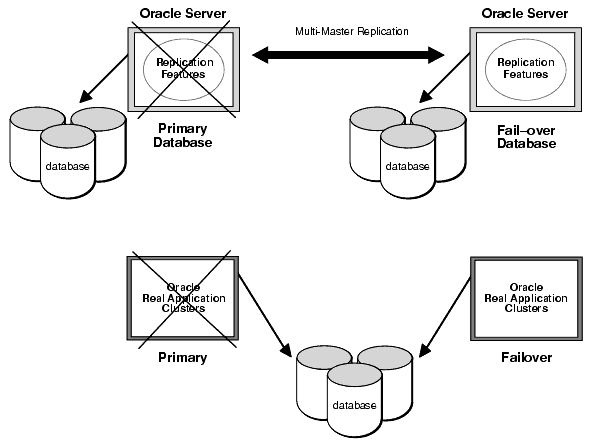 Oracle Server
Oracle Server
Multi-Master Replication
Replication
Features
Replication
Features
Primary
Database
Fail–over
Database
database
database
Oracle
Real Application
Clusters
Oracle
Real Application
Clusters
Primary
Failover
database